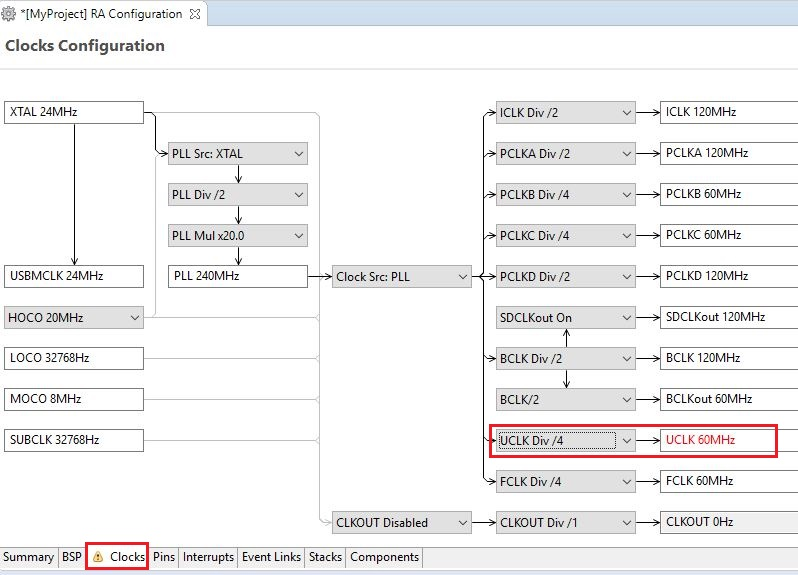 *[MyProject] RA Configuration
Clocks Configuration
XTAL 24MHz
ICLK Div /2
ICLK 120MHz
PLL Src: XTAL
PCLKA Div /2
PCLKA 120MHz
PLL Div /2
PCLKB Div /4
PCLKB 60MHz
PLL Mul x20.0
PCLKC Div /4
PCLKC 60MHz
USBMCLK 24MHz
PLL 240MHz
Clock Src: PLL
PCLKD Div /2
PCLKD 120MHz
HOCO 20MHz
SDCLKout On
SDCLKout 120MHz
LOCO 32768Hz
BCLK Div /2
BCLK 120MHz
MOCO 8MHz
BCLK/2
BCLKout 60MHz
SUBCLK 32768Hz
UCLK Div /4
UCLK 60MHz
FCLK Div /4
FCLK 60MHz
CLKOUT Disabled
CLKOUT Div /1
CLKOUT 0Hz
Summary BSP Clocks Pins Interrupts Event Links Stacks Components